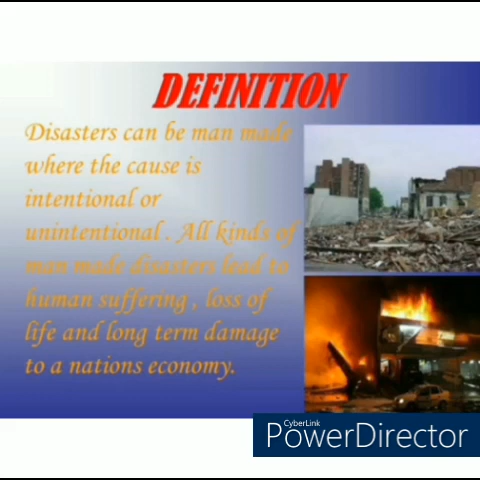 DEFINITION
Disasters can be man made
where the cause is
intentional or
unintentional . All kinds of
man made disasters lead to
human suffering , loss of
life and long term damage
to a nations economy.
CyberLink
PowerDirector